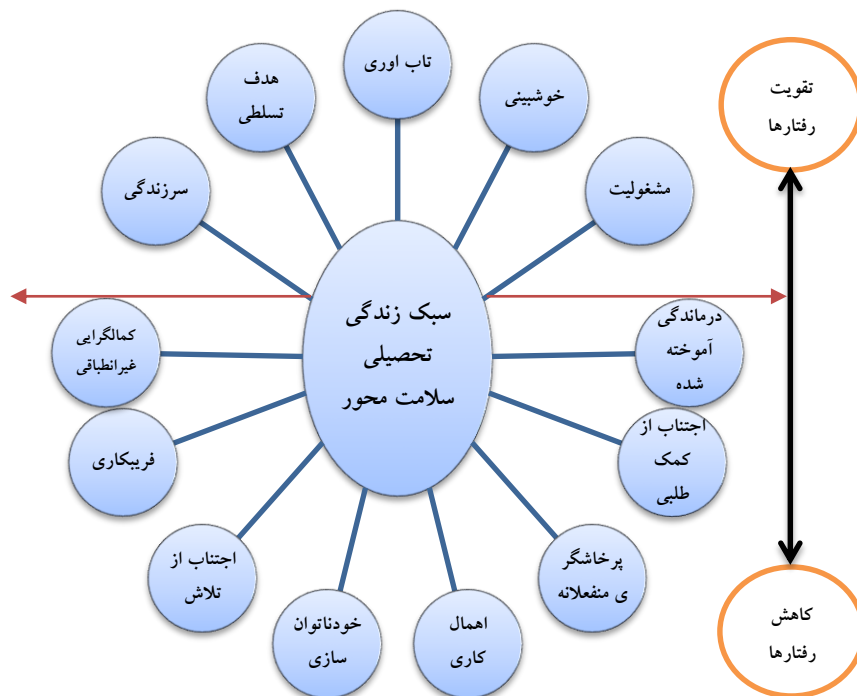 تاب اوری
خوشبینی
هدف
تسلطی
تقویت
رفتارها
سرزندگی
مشغولیت
سبک زندگی
تحصیلی
سلامت محور
درماندگی
آموخته
شده
کمالگرایی
غیرانطباقی
اجتناب از
کمک
طلبی
فریبکاری
پرخاشگر
ی منفعلانه
اجتناب از
تلاش
اهمال
کاری
خودناتوان
سازی
کاهش
رفتارها